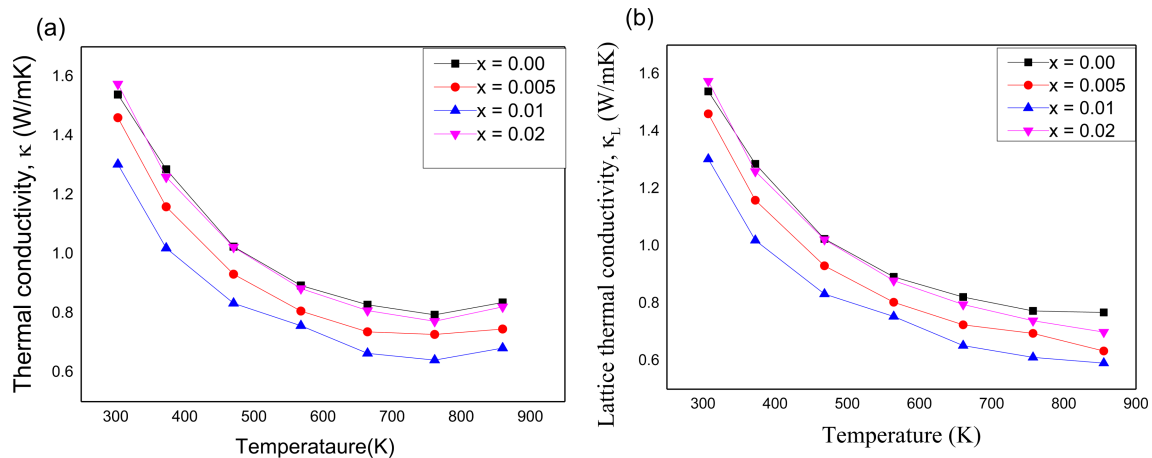 (a)
Thermal conductivity, κ (W/mK)
1.6
1.4
1.2
1.0
0.8
0.6
x = 0.00
x = 0.005
x = 0.01
x = 0.02
300 400 500 600 700 800 900
Temperataure(K)
(b)
Lattice thermal conductivity, κL (W/mK)
1.6
1.4
1.2
1.0
0.8
0.6
x = 0.00
x = 0.005
x = 0.01
x = 0.02
300 400 500 600 700 800 900
Temperature (K)